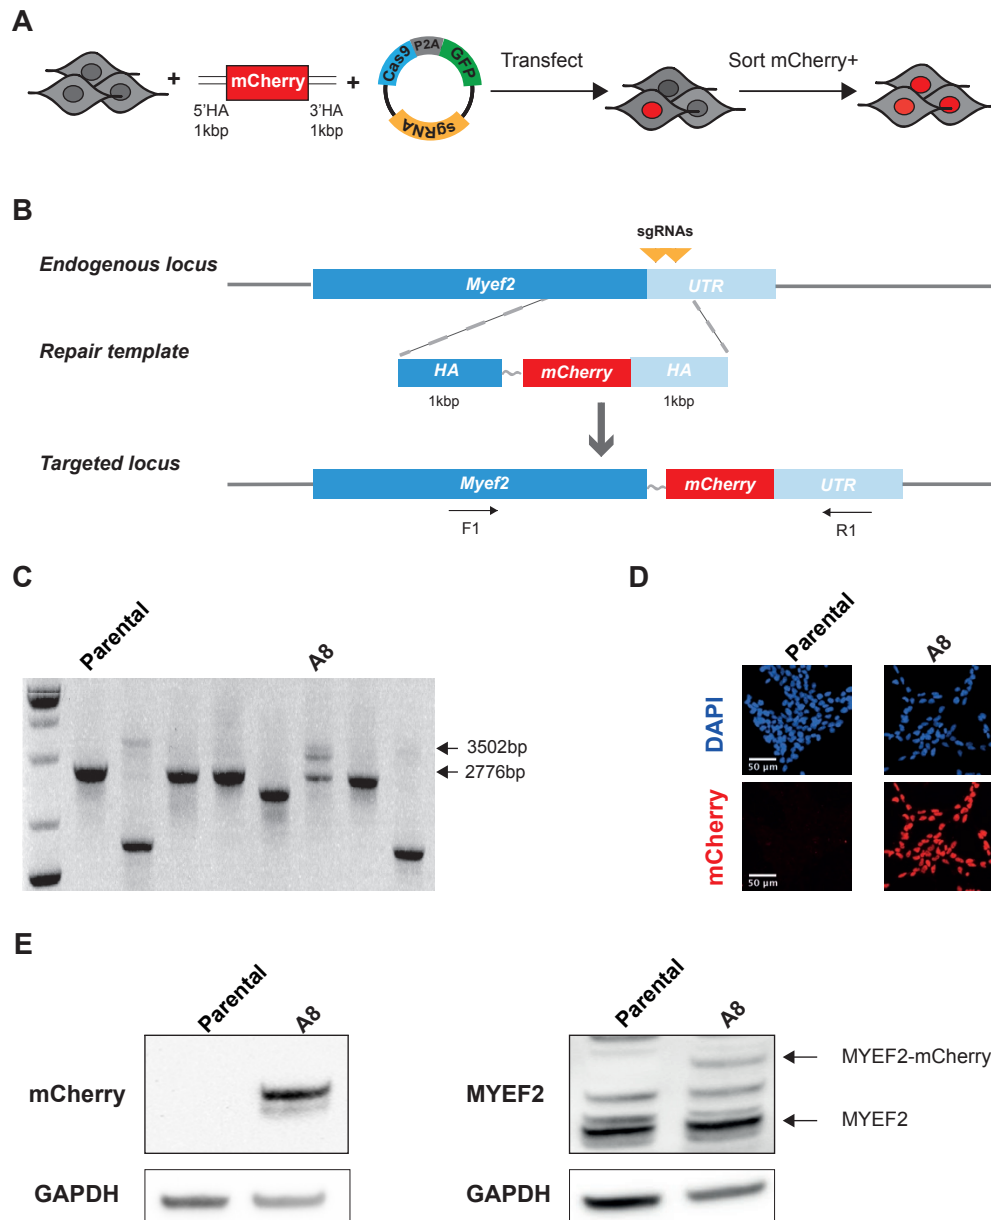 A
Cas9
P2A
GFP
sgRNA
mCherry
+
+
Transfect
Sort mCherry+
5'HA
1kbp
3'HA
1kbp
B
sgRNAs
Endogenous locus
Myef2
UTR
Repair template
HA
mCherry
HA
1kbp
1kbp
Targeted locus
Myef2
mCherry
UTR
F1
R1
C
Parental
A8
3502bp
2776bp
D
Parental
A8
DAPI
50 µm
mCherry
50 µm
E
Parental
A8
mCherry
GAPDH
Parental
A8
MYEF2
MYEF2-mCherry
MYEF2
GAPDH